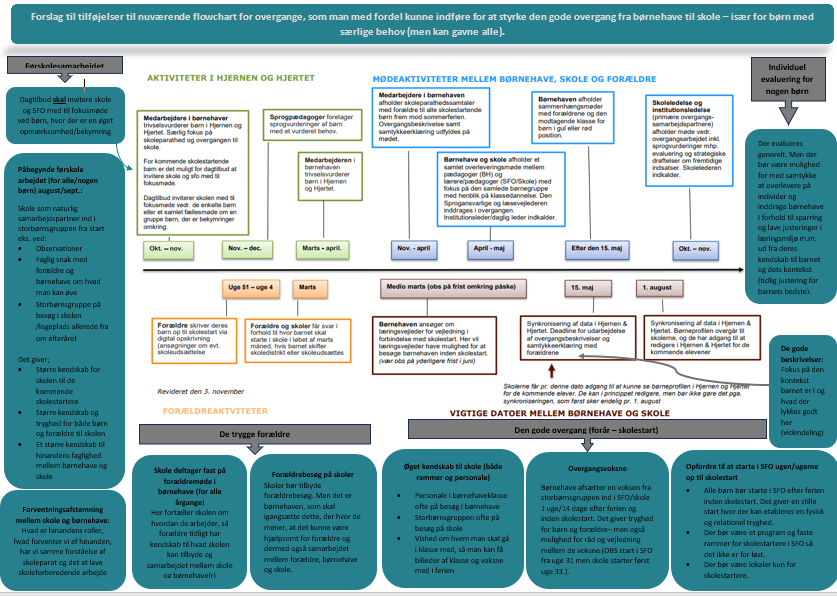 Forslag til tilføjelser til nuværende flowchart for overgange, som man med fordel kunne indføre for at styrke den gode overgang fra børnehave til skole – især for børn med
særlige behov (men kan gavne alle).
Førskolesamarbejdet
Dagtilbud skal invitere skole
og SFO med til fokusmøde
ved børn, hvor der er en øget
opmærksomhed/bekymring
Påbegynde førskole
arbejdet (for alle/nogen
børn) august/sept.:
Skole som naturlig
samarbejdspartner ind i
storbørnsgruppen fra start
eks. ved:
• Observationer
• Faglig snak med
forældre og
børnehave om hvad
man kan øve
• Storbørnsgruppe på
besøg i skolen
/legeplads allerede fra
om efteråret
Det giver;
• Større kendskab for
skolen til de
kommende
skolestartere
• Større kendskab og
tryghed for både børn
og forældre til skolen
• Et større kendskab til
hinandens faglighed
mellem børnehave og
skole
Forventningsafstemning
mellem skole og børnehave:
Hvad er hinandens roller,
hvad forventer vi af hinanden,
har vi samme forståelse af
skoleparat og det at lave
skoleforberedende arbejde
AKTIVITETER I HJERNEN OG HJERTET
Medarbejdere i børnehaver
trivselsvurderer børn i Hjernen og
Hjertet. Særlig fokus på
skoleparathed og overgangen til
skole.
For kommende skolestartende
børn er det muligt for dagtilbud at
invitere skole og sfo med til
fokusmøde.
Dagtilbud inviterer skolen med til
fokusmøde vedr. de enkelte børn
eller et samlet fællesmøde om en
gruppe børn, der er bekymringer
omkring.
Sprogpædagoger foretager
sprogvurderinger af børn
med et vurderet behov.
Medarbejderen i
børnehaven
trivselsvurderer
børn i Hjernen
og Hjertet.
Okt. – nov.
Nov. – dec.
Marts - april.
MØDEAKTIVITETER MELLEM BØRNEHAVE, SKOLE OG FORÆLDRE
Medarbejdere i børnehaven
afholder skoleparathedssamtaler
med forældre til alle skolestartende
børn frem mod sommerferien.
Overgangsbeskrivelse samt
samtykkeerklæring udfyldes på
mødet.
Børnehave og skole afholder et
samlet overleveringsmøde mellem
pædagoger (BH) og
lærere/pædagoger (SFO/Skole) med
fokus på den samlede børnegruppe
med henblik på klassedannelse. Den
Sprogansvarlige og læsevejlederen
inddrages i overgangen.
Institutionsleder/daglig leder indkalder.
Børnehaven afholder
sammenhængsmøder
med forældrene og den
modtagende klasse for
børn i gul eller rød
position.
Skoleledelse og
Institutionsledelse
(primære overgangs-
samarbejdspartnere)
afholder møde vedr.
overgangsarbejdet inkl.
sprogvurderinger mhp.
evaluering og strategiske
drøftelser om fremtidige
indsatser. Skolelederen
indkalder.
Nov. - april
April - maj
Efter den 15. maj
Okt. – nov.
Individuel
evaluering for
nogen børn
Der evalueres
generelt. Men der
bør være mulighed
for med samtykke
at overlevere på
individer og
inddrage børnehave
i forhold til sparring
og lave justeringer i
læringsmiljø m.m.
ud fra deres
kendskab til barnet
og dets kontekst
(tidlig justering for
barnets bedste).
Uge 51 – uge 4
Marts
Medio marts (obs på frist omkring påske)
15. maj
1. august
Forældre skriver deres
børn op til skolestart via
digital opskrivning
(ansøgninger om evt.
skoleudsættelse
Forældre og skoler får svar i
forhold til hvor barnet skal
starte i skole i løbet af marts
måned, hvis barnet skifter
skoledistrikt eller skoleudsættes
Børnehaven ansøger om
læringsvejleder for vejledning i
forbindelse med skolestart. Her vil
læringsvejleder have mulighed for at
besøge børnehaven inden skolestart.
(vær obs på yderligere frist i juni)
Synkronisering af data i Hjernen &
Hjertet. Deadline for udarbejdelse
af overgangsbeskrivelser og
samtykkeerklæring med
forældrene
Synkronisering af data i Hjernen &
Hjertet. Børneprofilen overgår til
skolerne, og de har adgang til at
redigere i Hjernen & Hjertet for de
kommende elevener
Skolerne får pr. denne dato adgang til at kunne se børneprofilen i Hjernen og Hjertet
for de kommende elever. De kan i princippet redigere, men bør ikke gøre det pga.
synkroniseringen, som først sker endelig pr. 1. august
De gode
beskrivelser:
Fokus på den
kontekst
barnet er i og
hvad der
lykkes godt
her
(videndeling)
Revideret den 3. november
FORÆLDREAKTIVITETER
VIGTIGE DATOER MELLEM BØRNEHAVE OG SKOLE
De trygge forældre
Den gode overgang (forår – skolestart)
Skole deltager fast på
forældremøde i
børnehave (for alle
årgange)
Her fortæller skolen om
hvordan de arbejder, så
forældre tidligt har
kendskab til hvad skolen
kan tilbyde og
samarbejdet mellem skole
og børnehave(r)
Forældrebesøg på skoler
Skoler bør tilbyde
forældrebesøg. Men det er
børnehaven, som skal
igangsætte dette, der hvor de
mener, at det kunne være
hjælpsomt for forældre og
dermed også samarbejdet
mellem forældre, børnehave
og skole.
Øget kendskab til skole (både
rammer og personale)
• Personale i børnehaveklasse
ofte på besøg i børnehave
• Storbørnsgruppen ofte på
besøg på skole
• Vished om hvem man skal gå
i klasse med, så man kan få
billeder af klasse og voksne
med i ferien
Overgangsvoksne
Børnehave afsætter en voksen fra
storbørnsgruppen ind i SFO/skole
1 uge/14 dage efter ferien og
inden skolestart. Det giver tryghed
for børn og forældre– men også
mulighed for råd og vejledning
mellem de voksne (OBS start i SFO
fra uge 31 men skole starter først
uge 33.).
Opfordre til at starte i SFO ugen/ugerne
op til skolestart
• Alle børn bør starte i SFO efter ferien
inden skolestart. Det giver en stille
start hvor der kan etableres en fysisk
og relationel tryghed.
• Der bør være et program og faste
rammer for skolestartere i SFO så
det ikke er for løst.
• Der bør være lokaler kun for
skolestartere.